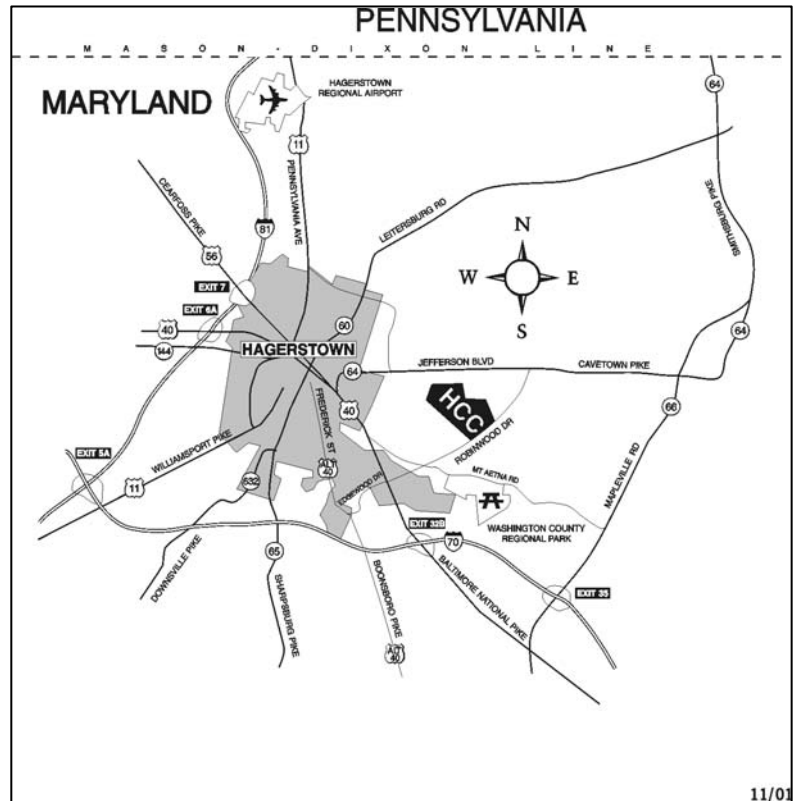 PENNSYLVANIA
MASON-DIXON LINE
MARYLAND
HAGERSTOWN
REGIONAL AIRPORT
64
11
PENNSYLVANIA AVE
CEARFOSS PIKE
LEITERSBURG RD
SMITHSBURG PIKE
81
56
N
W E
S
EXIT 7
EXIT 6A
40
144
60
64
HAGERSTOWN
JEFFERSON BLVD
CAVETOWN PIKE
64
40
66
HCC
FREDERICK ST
ROBINWOOD DR
WILLIAMSPORT PIKE
EXIT 5A
ALT
40
MT AETNA RD
MAPLEVILLE RD
11
632
EDGEWOOD DR
WASHINGTON COUNTY
REGIONAL PARK
EXIT 32B
70
65
DOWNSVILLE PIKE
SHARPSBURG PIKE
BOONSBORO PIKE
BALTIMORE NATIONAL PIKE
EXIT 35
ALT
40
11/01